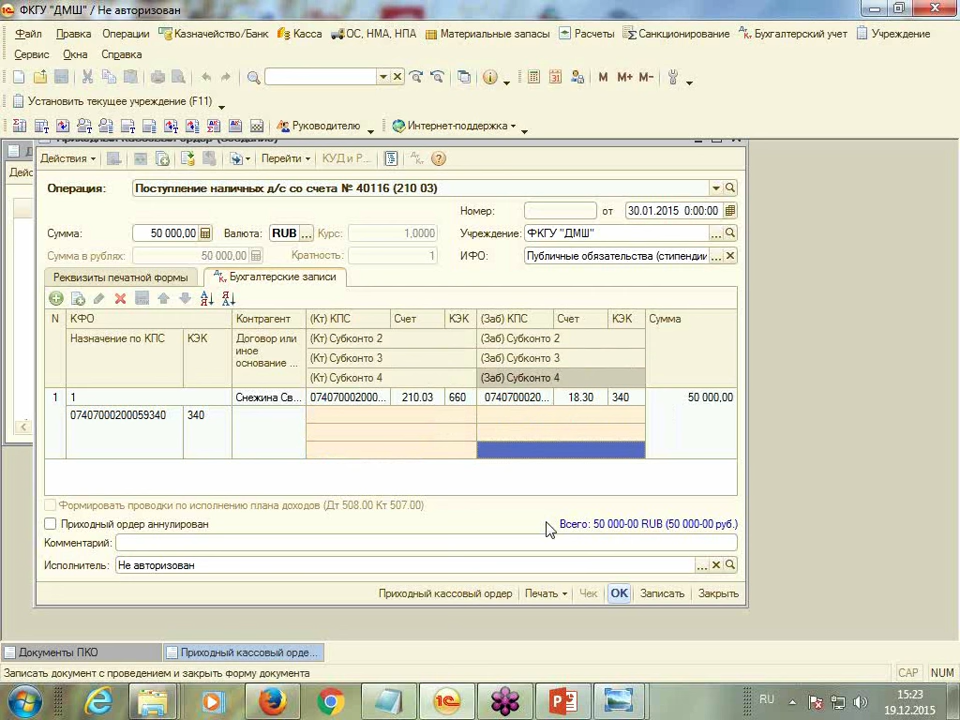 ФКГУ "ДМШ" / Не авторизован
Файл Правка Операции Казначейство/Банк Касса ОС, НМА, НПА Материальные запасы Расчеты Санкционирование Бухгалтерский учет Учреждение
Сервис Окна Справка
M M+ M-
Установить текущее учреждение (F11)
Руководителю Интернет-поддержка
Действия Перейти КУД и Р...
Операция: Поступление наличных д/с со счета № 40116 (210 03)
Номер: от 30.01.2015 0:00:00
Сумма: 50 000,00 Валюта: RUB ... Курс: 1,0000 Учреждение: ФКГУ "ДМШ" ...
Сумма в рублях: 50 000,00 Кратность: 1 ИФО: Публичные обязательства (стипендии ...
Реквизиты печатной формы Бухгалтерские записи
N КФО Контрагент (Кт) КПС Счет КЭК (Заб) КПС Счет КЭК Сумма
Назначение по КПС КЭК Договор или иное основание ... (Кт) Субконто 2 (Заб) Субконто 2
(Кт) Субконто 3 (Заб) Субконто 3
(Кт) Субконто 4 (Заб) Субконто 4
1 1 Снежина Св... 074070002000... 210.03 660 0740700020... 18.30 340 50 000,00
07407000200059340 340
Формировать проводки по исполнению плана доходов (Дт 508.00 Кт 507.00)
Приходный ордер аннулирован Всего: 50 000-00 RUB (50 000-00 руб.)
Комментарий:
Исполнитель: Не авторизован ...
Приходный кассовый ордер Печать Чек OK Записать Закрыть
Документы ПКО Приходный кассовый орде...
Записать документ с проведением и закрыть форму документа CAP NUM
RU 15:23
19.12.2015